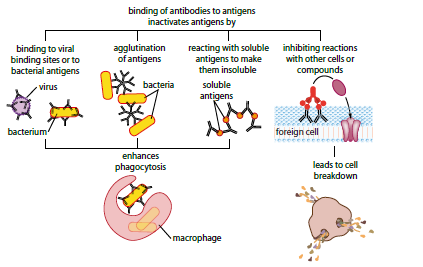 binding of antibodies to antigens
inactivates antigens by
binding to viral
binding sites or to
bacterial antigens
virus
bacterium
agglutination
of antigens
bacteria
reacting with soluble
antigens to make
them insoluble
soluble
antigens
inhibiting reactions
with other cells or
compounds
foreign cell
enhances
phagocytosis
macrophage
leads to cell
breakdown